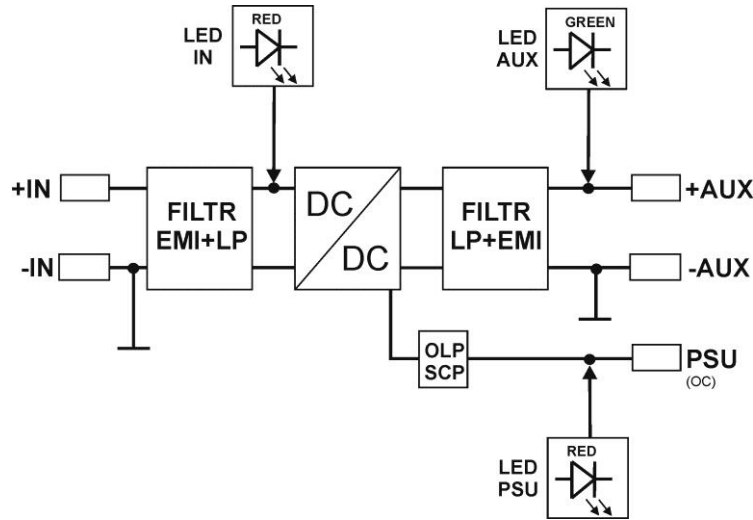 LED
IN
RED
LED
AUX
GREEN
+IN
FILTR
EMI+LP
DC
DC
FILTR
LP+EMI
+AUX
-IN
-AUX
OLP
SCP
PSU
(OC)
LED
PSU
RED